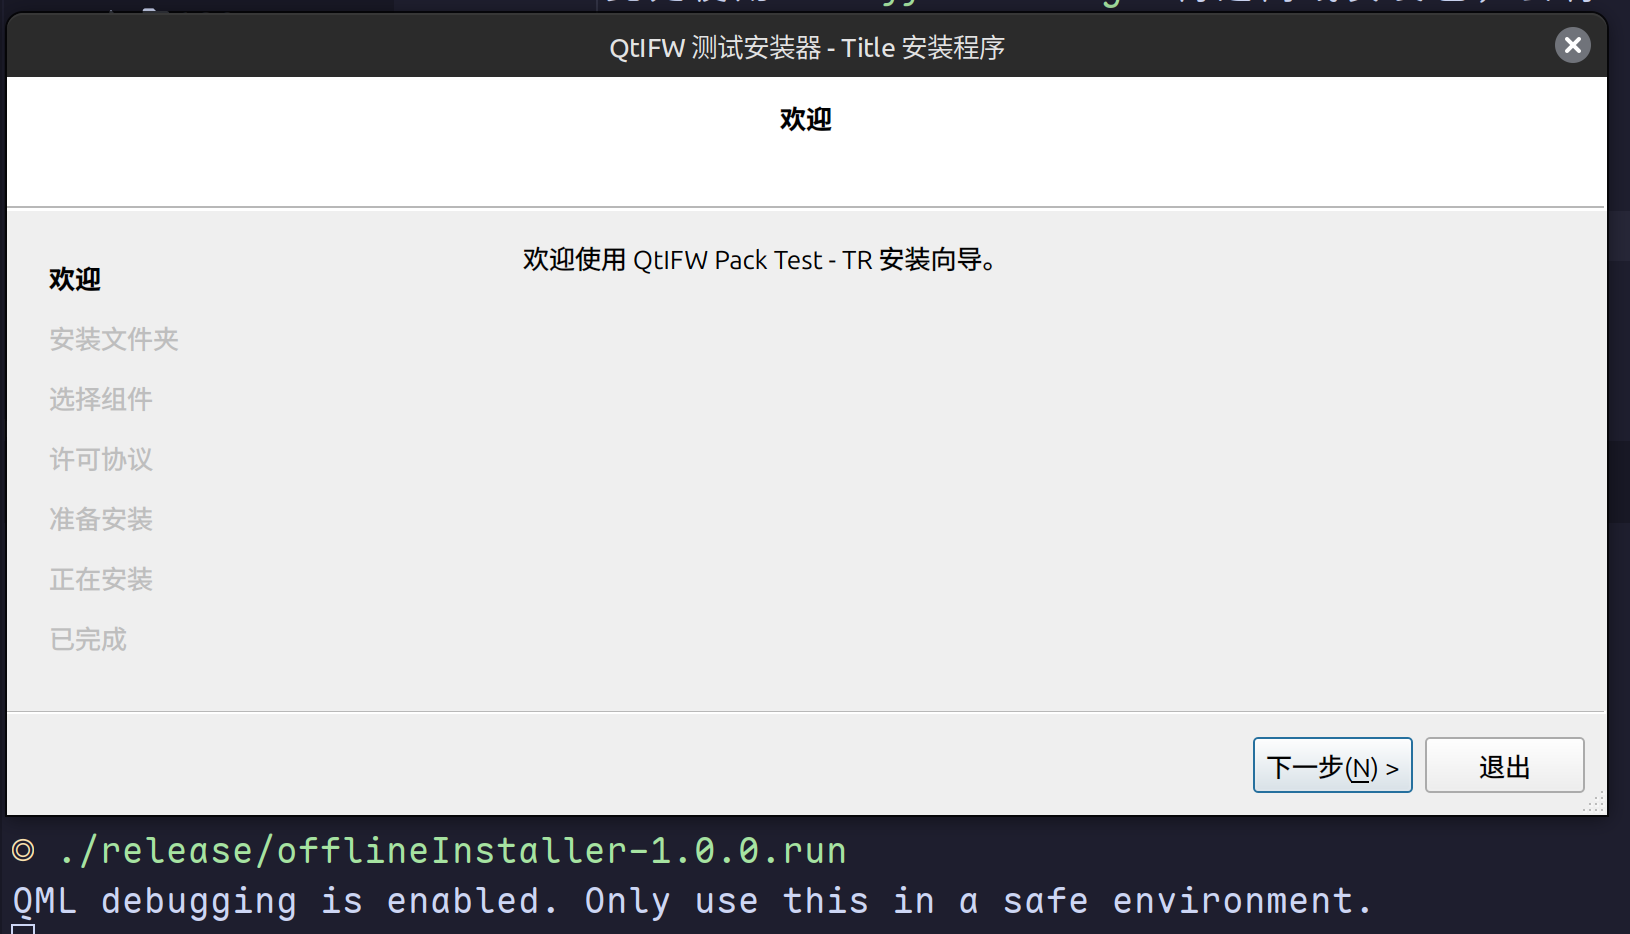 QtIFW 测试安装器 - Title 安装程序
欢迎
欢迎使用 QtIFW Pack Test - TR 安装向导。
欢迎
安装文件夹
选择组件
许可协议
准备安装
正在安装
已完成
下一步(N) >
退出
./release/offlineInstaller-1.0.0.run
QML debugging is enabled. Only use this in a safe environment.